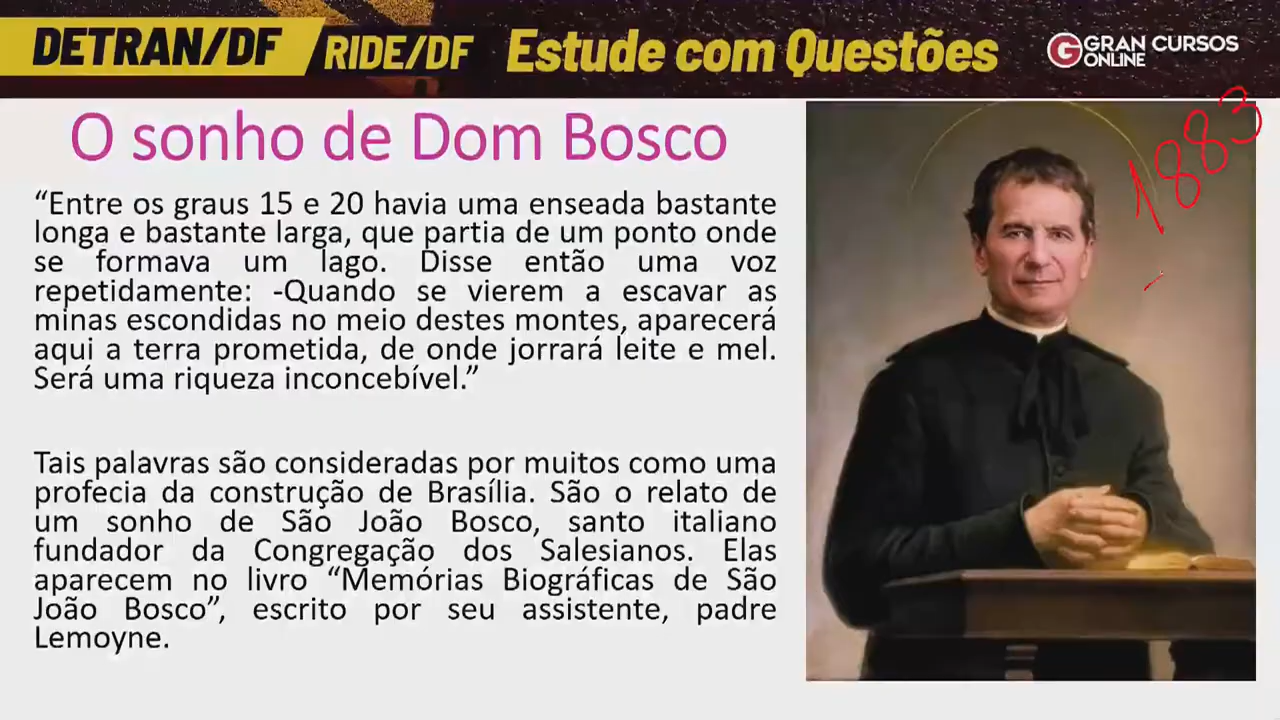 DETRAN/DF RIDE/DF Estude com Questões GRAN CURSOS
ONLINE
O sonho de Dom Bosco
1883
“Entre os graus 15 e 20 havia uma enseada bastante
longa e bastante larga, que partia de um ponto onde
se formava um lago. Disse então uma voz
repetidamente: -Quando se vierem a escavar as
minas escondidas no meio destes montes, aparecerá
aqui a terra prometida, de onde jorrará leite e mel.
Será uma riqueza inconcebível.”
Tais palavras são consideradas por muitos como uma
profecia da construção de Brasília. São o relato de
um sonho de São João Bosco, santo italiano
fundador da Congregação dos Salesianos. Elas
aparecem no livro “Memórias Biográficas de São
João Bosco”, escrito por seu assistente, padre
Lemoyne.